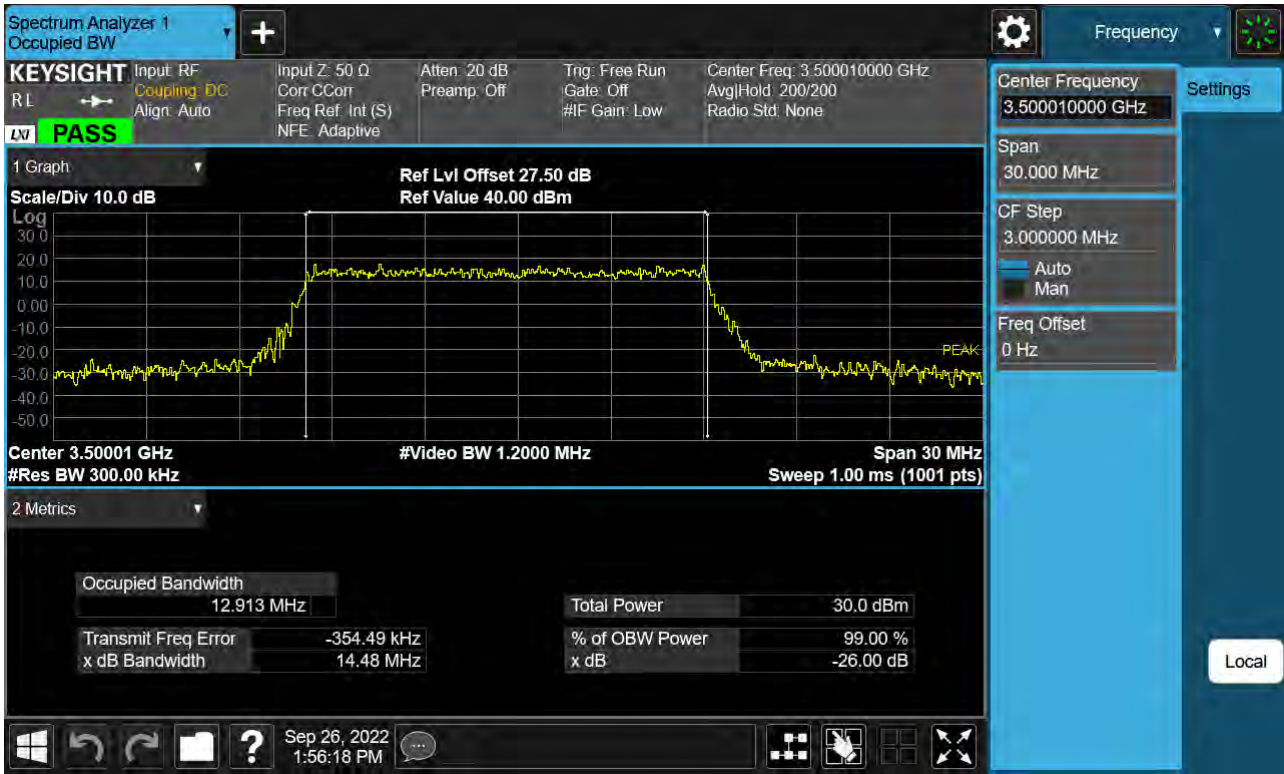 Spectrum Analyzer 1
Occupied BW
Frequency
KEYSIGHT
RL
LXI
PASS
Input: RF
Coupling: DC
Align: Auto
Input Z: 50 Ω
Corr CCorr
Freq Ref: Int (S)
NFE: Adaptive
Atten: 20 dB
Preamp: Off
Trig: Free Run
Gate: Off
#IF Gain: Low
Center Freq: 3.500010000 GHz
Avg|Hold: 200/200
Radio Std: None
1 Graph
Scale/Div 10.0 dB
Ref Lvl Offset 27.50 dB
Ref Value 40.00 dBm
Log
30.0
20.0
10.0
0.00
-10.0
-20.0
-30.0
-40.0
-50.0
PEAK
Center 3.50001 GHz
#Video BW 1.2000 MHz
Span 30 MHz
#Res BW 300.00 kHz
Sweep 1.00 ms (1001 pts)
2 Metrics
Occupied Bandwidth
12.913 MHz
Total Power 30.0 dBm
Transmit Freq Error -354.49 kHz
% of OBW Power 99.00 %
x dB Bandwidth 14.48 MHz
x dB -26.00 dB
?
Sep 26, 2022
1:56:18 PM
Center Frequency
3.500010000 GHz
Settings
Span
30.000 MHz
CF Step
3.000000 MHz
Auto
Man
Freq Offset
0 Hz
Local